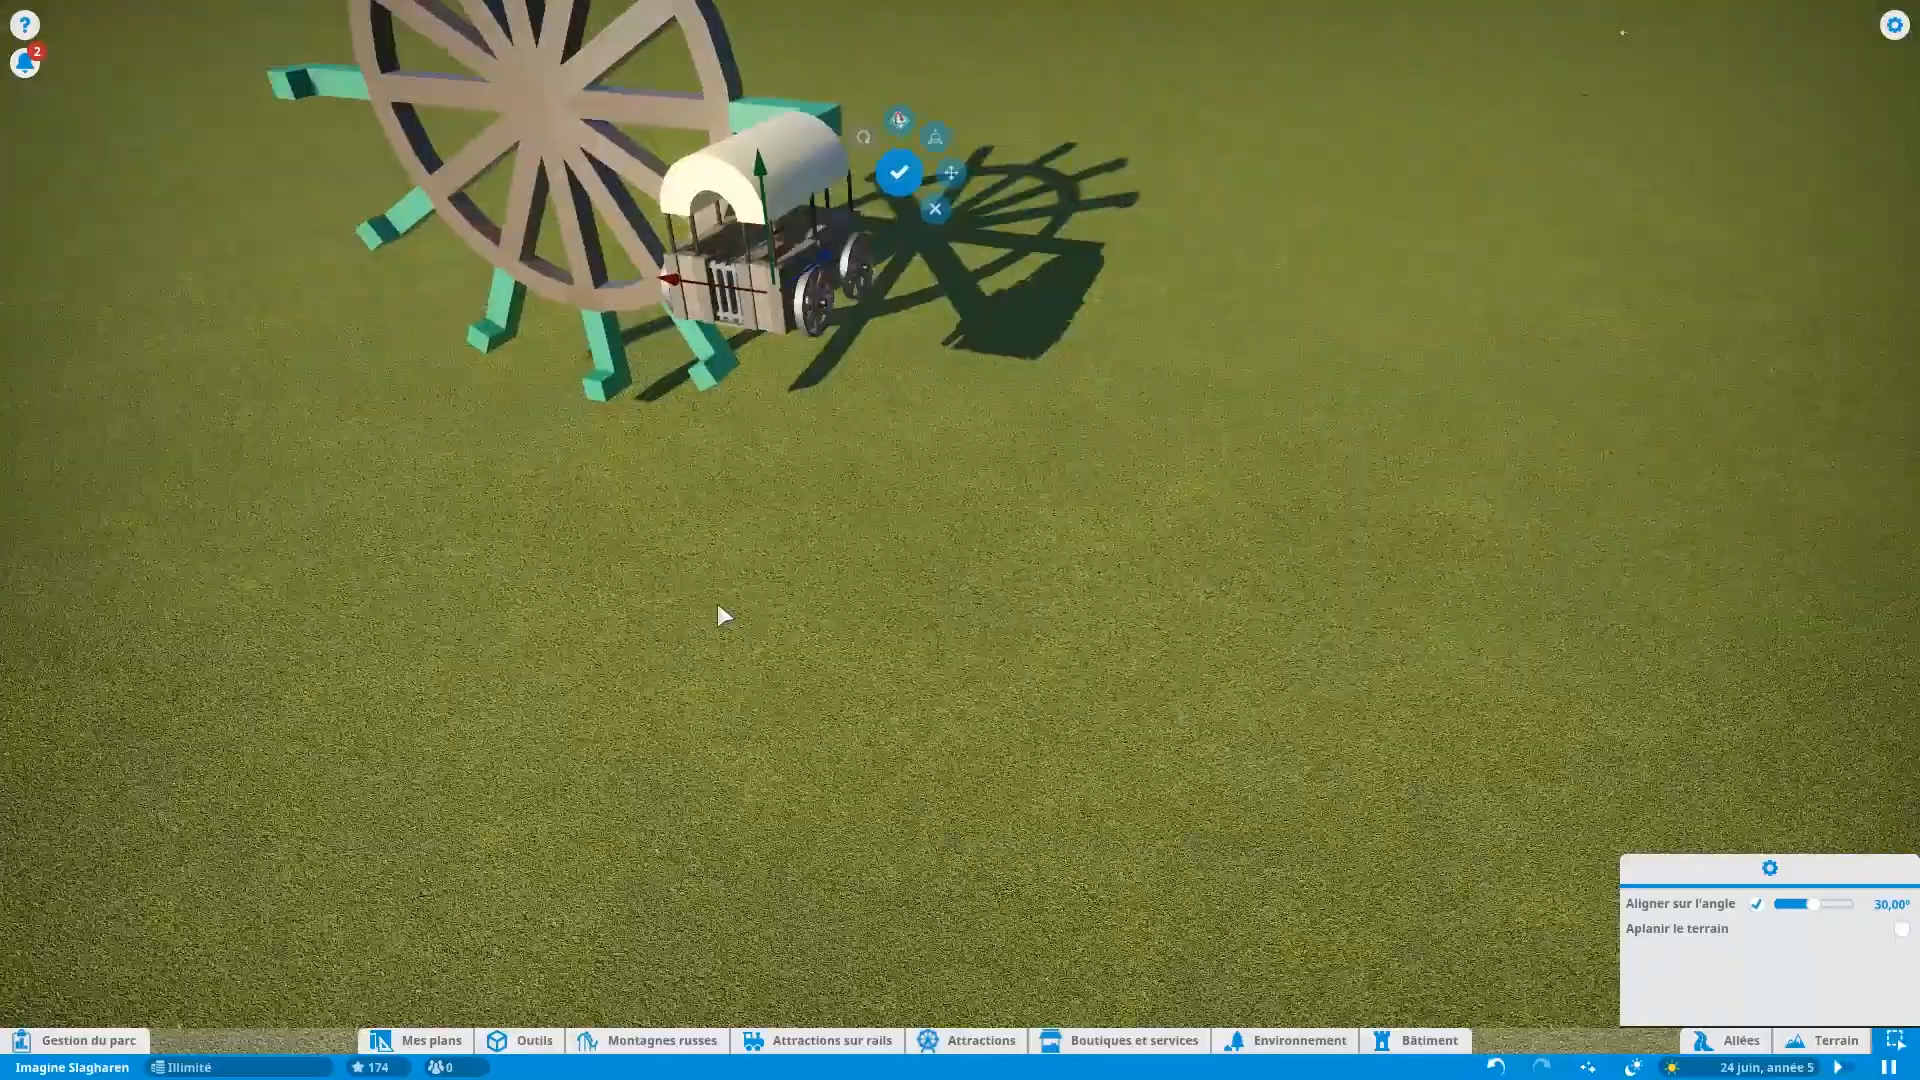 ?
2
Aligner sur l'angle 30,00°
Aplanir le terrain
Gestion du parc
Mes plans
Outils
Montagnes russes
Attractions sur rails
Attractions
Boutiques et services
Environnement
Bâtiment
Allées
Terrain
Imagine Slagharen
Illimité
174
0
24 juin, année 5